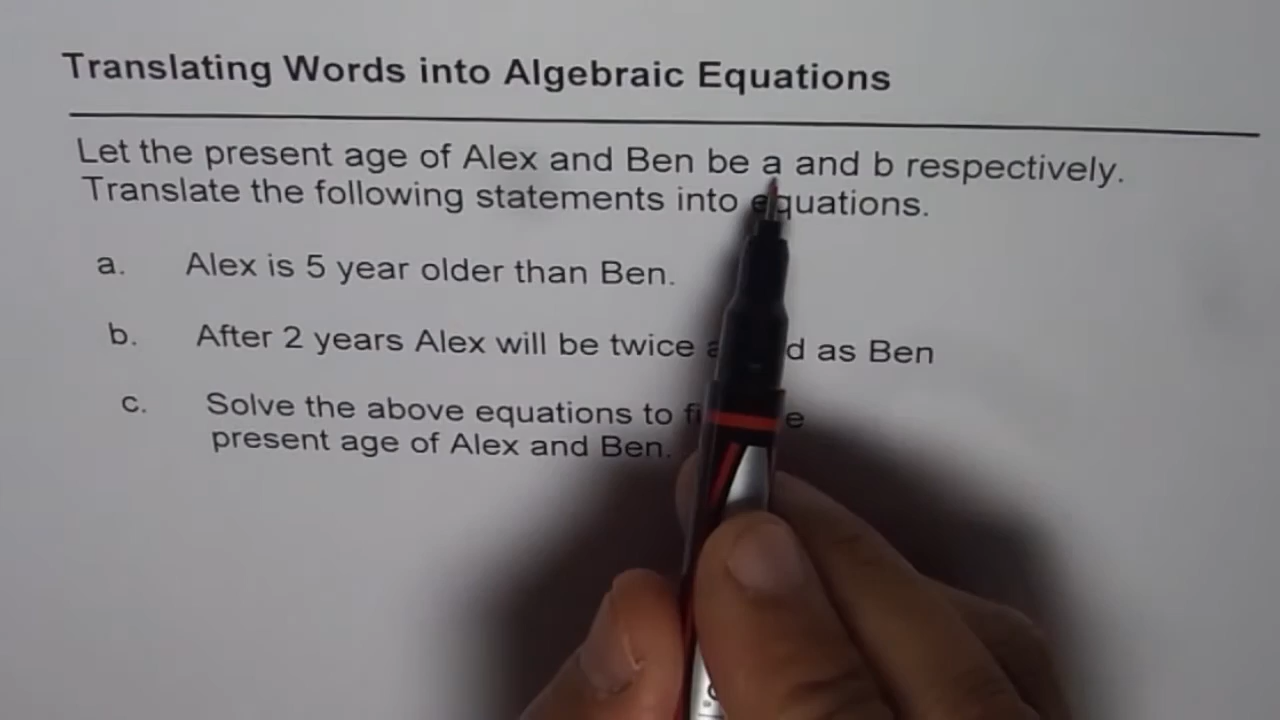 Translating Words into Algebraic Equations
Let the present age of Alex and Ben be a and b respectively.
Translate the following statements into equations.
a. Alex is 5 year older than Ben.
b. After 2 years Alex will be twice as Ben
c. Solve the above equations to
present age of Alex and Ben.